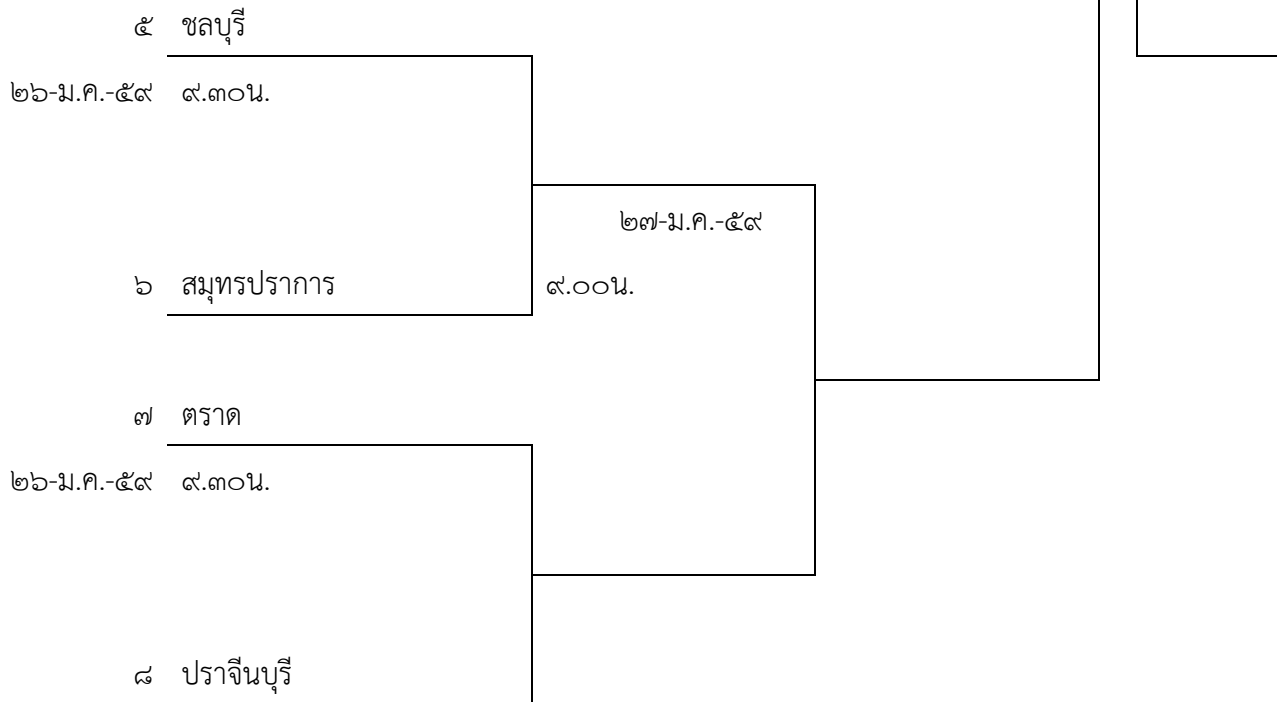 ๕ ชลบุรี
๒๖-ม.ค.-๕๙ ๙.๓๐น.
๒๗-ม.ค.-๕๙
๖ สมุทรปราการ ๙.๐๐น.
๗ ตราด
๒๖-ม.ค.-๕๙ ๙.๓๐น.
๘ ปราจีนบุรี